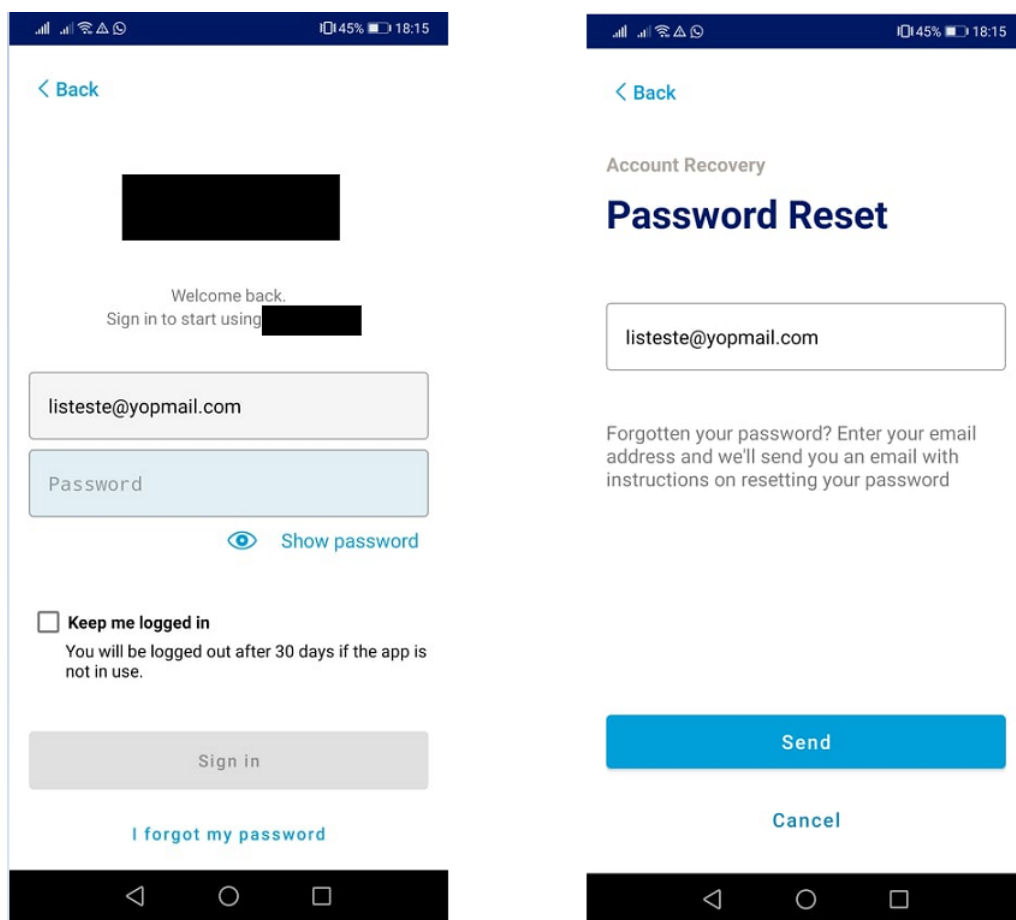 45% 18:15
Back
Welcome back.
Sign in to start using
listeste@yopmail.com
Password
Show password
Keep me logged in
You will be logged out after 30 days if the app is
not in use.
Sign in
I forgot my password
45% 18:15
Back
Account Recovery
Password Reset
listeste@yopmail.com
Forgotten your password? Enter your email
address and we'll send you an email with
instructions on resetting your password
Send
Cancel